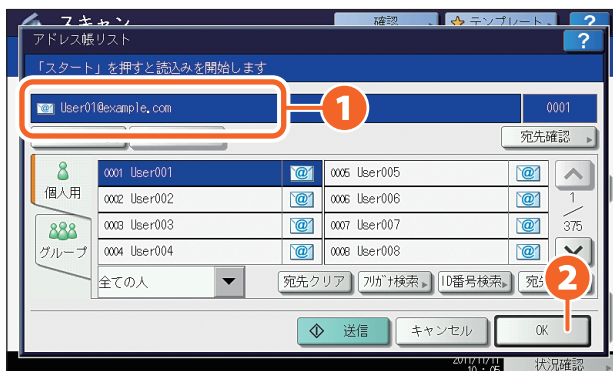 スキャン
確認
テンプレート
?
アドレス帳リスト
?
「スタート」を押すと読込みを開始します
User01@example.com
1
0001
宛先確認
個人用
グループ
0001 User001
0005 User005
0002 User002
0006 User006
0003 User003
0007 User007
0004 User004
0008 User008
1
375
全ての人
宛先クリア
フリガナ検索
ID番号検索
2
送信
キャンセル
OK
2011/11/11
10:05
状況確認